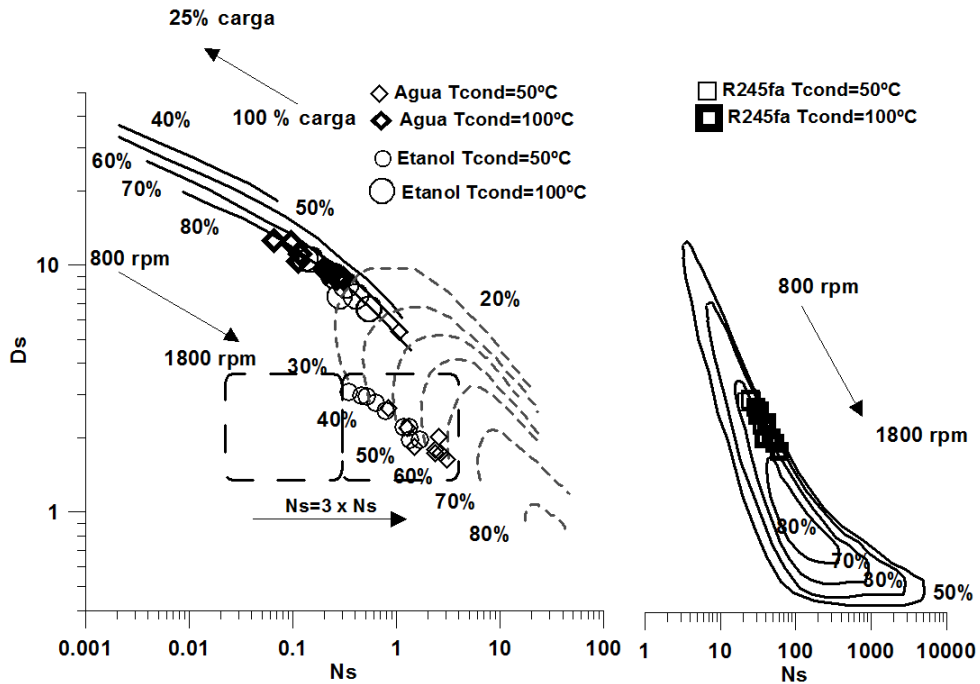 25% carga
100 % carga
Agua Tcond=50ºC
Agua Tcond=100ºC
Etanol Tcond=50ºC
Etanol Tcond=100ºC
R245fa Tcond=50ºC
R245fa Tcond=100ºC
40%
60%
70%
80%
50%
800 rpm
1800 rpm
20%
30%
40%
50%
60%
70%
80%
Ns=3 x Ns
Ds
10
1
0.001
0.01
0.1
1
10
100
Ns
800 rpm
1800 rpm
80%
70%
30%
50%
1
10
100
1000
10000
Ns